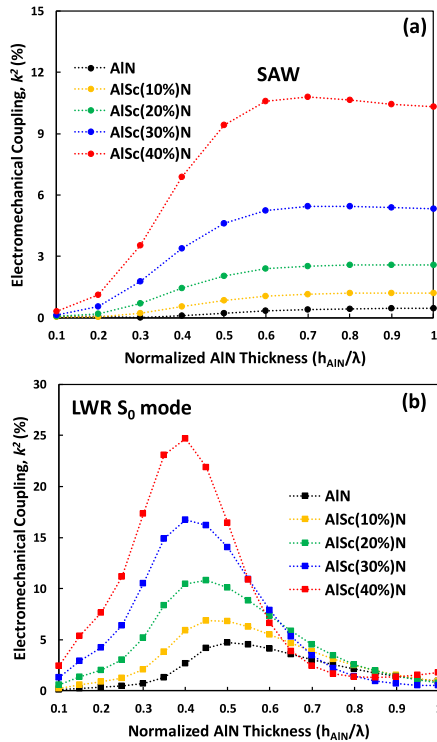 (a)
SAW
AlN
AlSc(10%)N
AlSc(20%)N
AlSc(30%)N
AlSc(40%)N
Electromechanical Coupling, k² (%)
15
12
9
6
3
0
0.1 0.2 0.3 0.4 0.5 0.6 0.7 0.8 0.9 1
Normalized AlN Thickness (hAlN/λ)
LWR S₀ mode
(b)
AlN
AlSc(10%)N
AlSc(20%)N
AlSc(30%)N
AlSc(40%)N
Electromechanical Coupling, k² (%)
30
25
20
15
10
5
0
0.1 0.2 0.3 0.4 0.5 0.6 0.7 0.8 0.9 1
Normalized AlN Thickness (hAlN/λ)